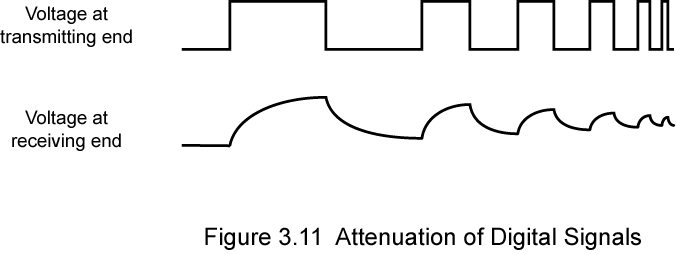 Voltage at
transmitting end
Voltage at
receiving end
Figure 3.11 Attenuation of Digital Signals